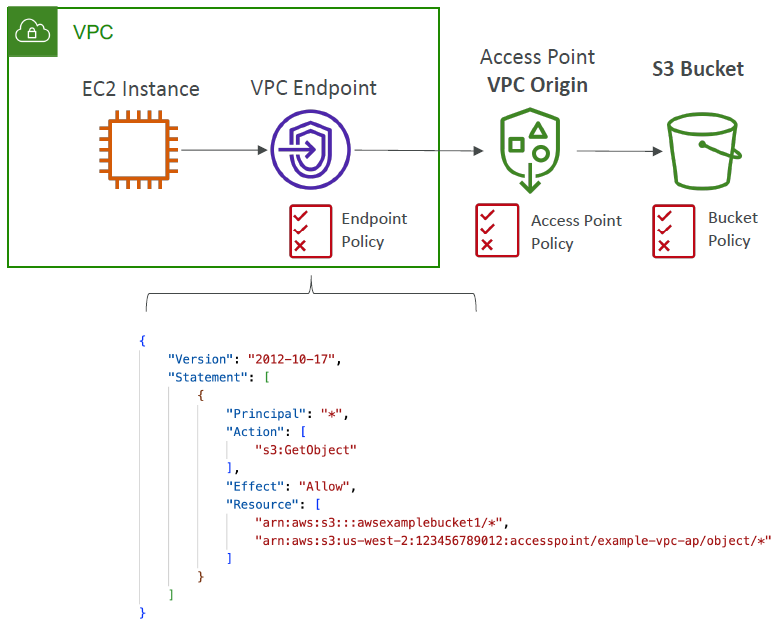 VPC
EC2 Instance
VPC Endpoint
Access Point
VPC Origin
S3 Bucket
Endpoint
Policy
Access Point
Policy
Bucket
Policy
{
"Version": "2012-10-17",
"Statement": [
{
"Principal": "*",
"Action": [
"s3:GetObject"
],
"Effect": "Allow",
"Resource": [
"arn:aws:s3:::awsexamplebucket1/*",
"arn:aws:s3:us-west-2:123456789012:accesspoint/example-vpc-ap/object/*"
]
}
]
}